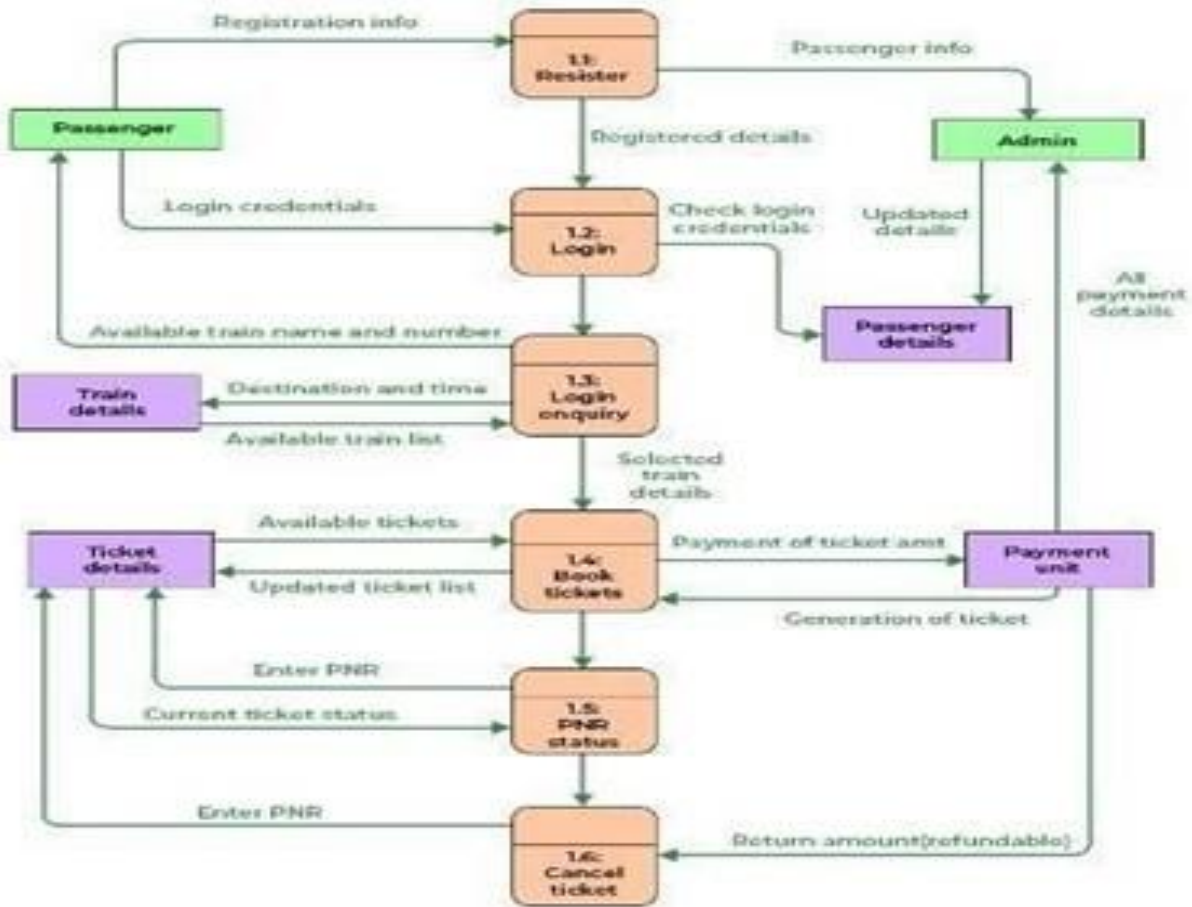 Registration info
Passenger info
1.1:
Resister
Passenger
Admin
Registered details
Login credentials
Check login
credentials
Updated
details
1.2:
Login
All
payment
details
Passenger
details
Available train name and number
1.3:
Login
enquiry
Train
details
Destination and time
Available train list
Selected
train
details
Available tickets
Ticket
details
Updated ticket list
1.4:
Book
tickets
Payment of ticket amt
Payment
unit
Generation of ticket
Enter PNR
Current ticket status
1.5:
PNR
status
Enter PNR
Return amount(refundable)
1.6:
Cancel
ticket